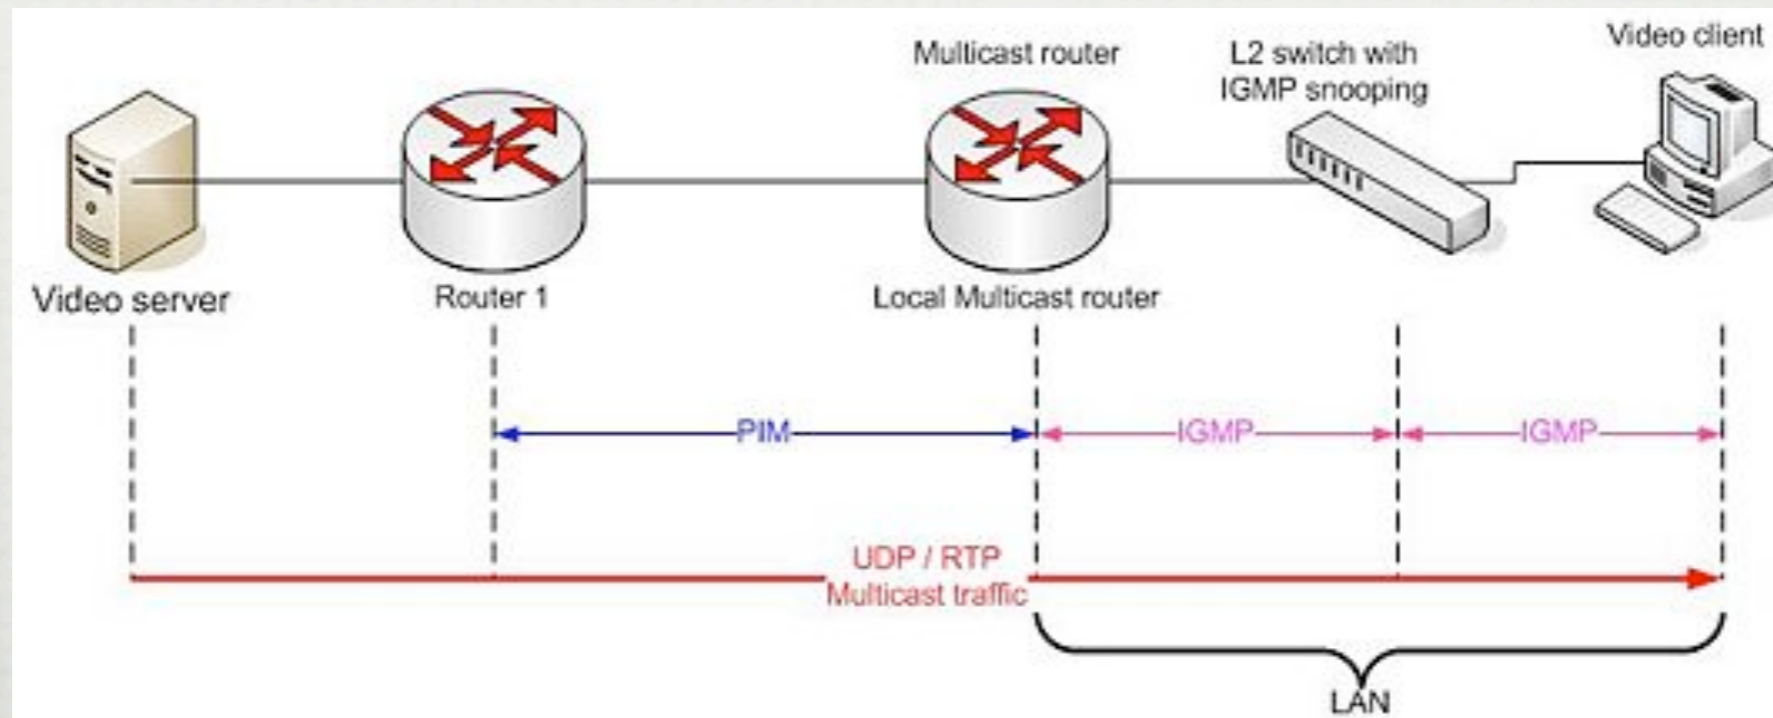 Multicast router
L2 switch with
IGMP snooping
Video client
Video server
Router 1
Local Multicast router
PIM
IGMP
IGMP
UDP / RTP
Multicast traffic
LAN